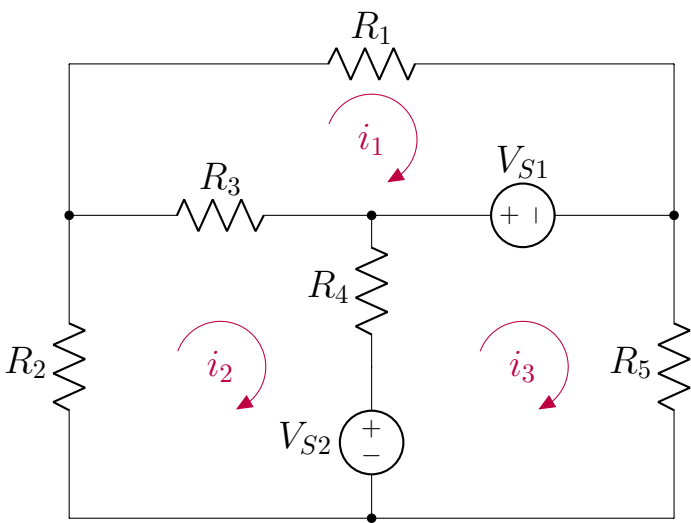 R1
i1
VS1
+ −
R3
R4
R2
i2
i3
R5
VS2
+
−